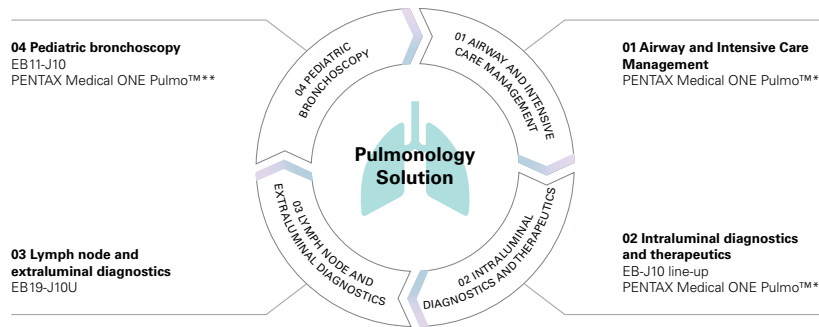 04 Pediatric bronchoscopy
EB11-J10
PENTAX Medical ONE Pulmo™**
01 Airway and Intensive Care
Management
PENTAX Medical ONE Pulmo™*
04 PEDIATRIC
BRONCHOSCOPY
01 AIRWAY AND INTENSIVE
CARE MANAGEMENT
Pulmonology
Solution
03 LYMPH NODE AND
EXTRALUMINAL DIAGNOSTICS
02 INTRALUMINAL
DIAGNOSTICS AND THERAPEUTICS
03 Lymph node and
extraluminal diagnostics
EB19-J10U
02 Intraluminal diagnostics
and therapeutics
EB-J10 line-up
PENTAX Medical ONE Pulmo™*